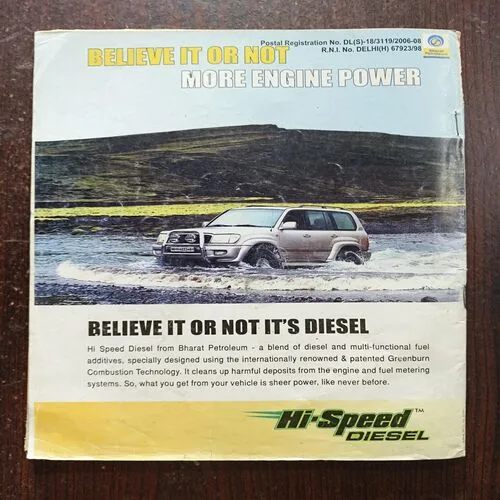 Postal Registration No. DL(S)-18/3119/2006-08
R.N.I. No. DELHI(H) 67923/98
BELIEVE IT OR NOT
MORE ENGINE POWER
BELIEVE IT OR NOT IT'S DIESEL
Hi Speed Diesel from Bharat Petroleum - a blend of diesel and multi-functional fuel
additives, specially designed using the internationally renowned & patented Greenburn
Combustion Technology. It cleans up harmful deposits from the engine and fuel metering
systems. So, what you get from your vehicle is sheer power, like never before.
Hi-Speed™
DIESEL